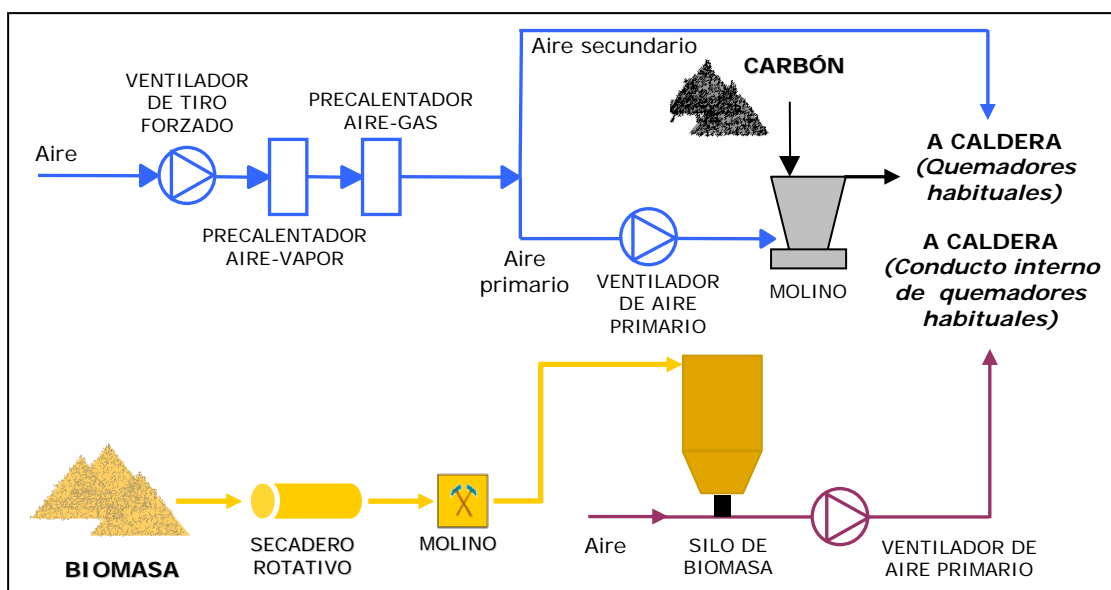 Aire secundario
CARBÓN
VENTILADOR
DE TIRO
FORZADO
PRECALENTADOR
AIRE-GAS
Aire
A CALDERA
(Quemadores
habituales)
PRECALENTADOR
AIRE-VAPOR
Aire
primario
VENTILADOR
DE AIRE
PRIMARIO
MOLINO
A CALDERA
(Conducto interno
de quemadores
habituales)
BIOMASA
SECADERO
ROTATIVO
MOLINO
Aire
SILO DE
BIOMASA
VENTILADOR DE
AIRE PRIMARIO